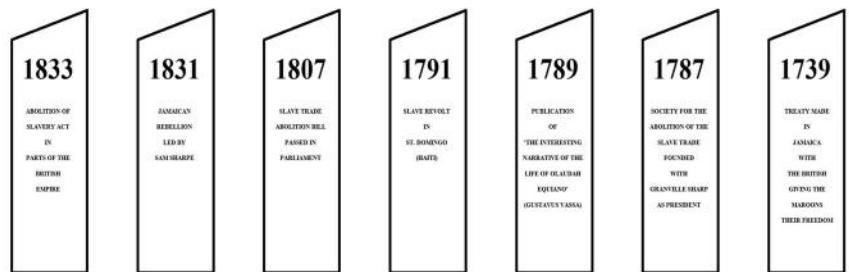 1833
ABOLITION OF
SLAVERY ACT
IN
PARTS OF THE
BRITISH
EMPIRE
1831
JAMAICAN
REBELLION
LED BY
SAM SHARPE
1807
SLAVE TRADE
ABOLITION BILL
PASSED IN
PARLIAMENT
1791
SLAVE REVOLT
IN
ST. DOMINGO
(HAITI)
1789
PUBLICATION
OF
'THE INTERESTING
NARRATIVE OF THE
LIFE OF OLAUDAH
EQUIANO'
(GUSTAVUS VASSA)
1787
SOCIETY FOR THE
ABOLITION OF THE
SLAVE TRADE
FOUNDED
WITH
GRANVILLE SHARP
AS PRESIDENT
1739
TREATY MADE
IN
JAMAICA
WITH
THE BRITISH
GIVING THE
MAROONS
THEIR FREEDOM